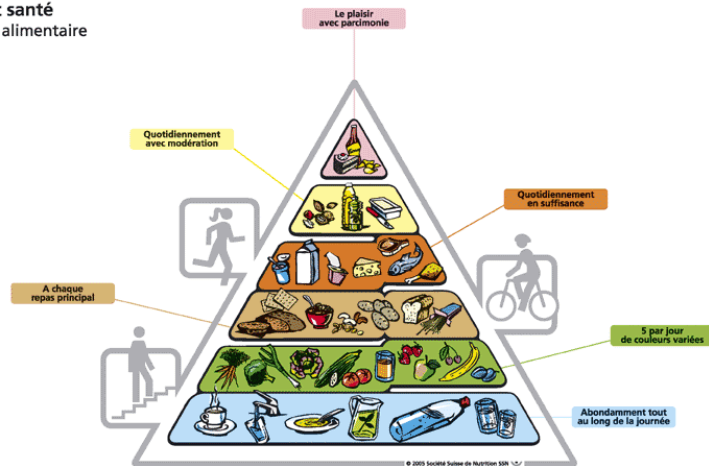 santé
alimentaire
Le plaisir
avec parcimonie
Quotidiennement
avec modération
Quotidiennement
en suffisance
A chaque
repas principal
5 par jour
de couleurs variées
Abondamment tout
au long de la journée
© 2005 Société Suisse de Nutrition SSN